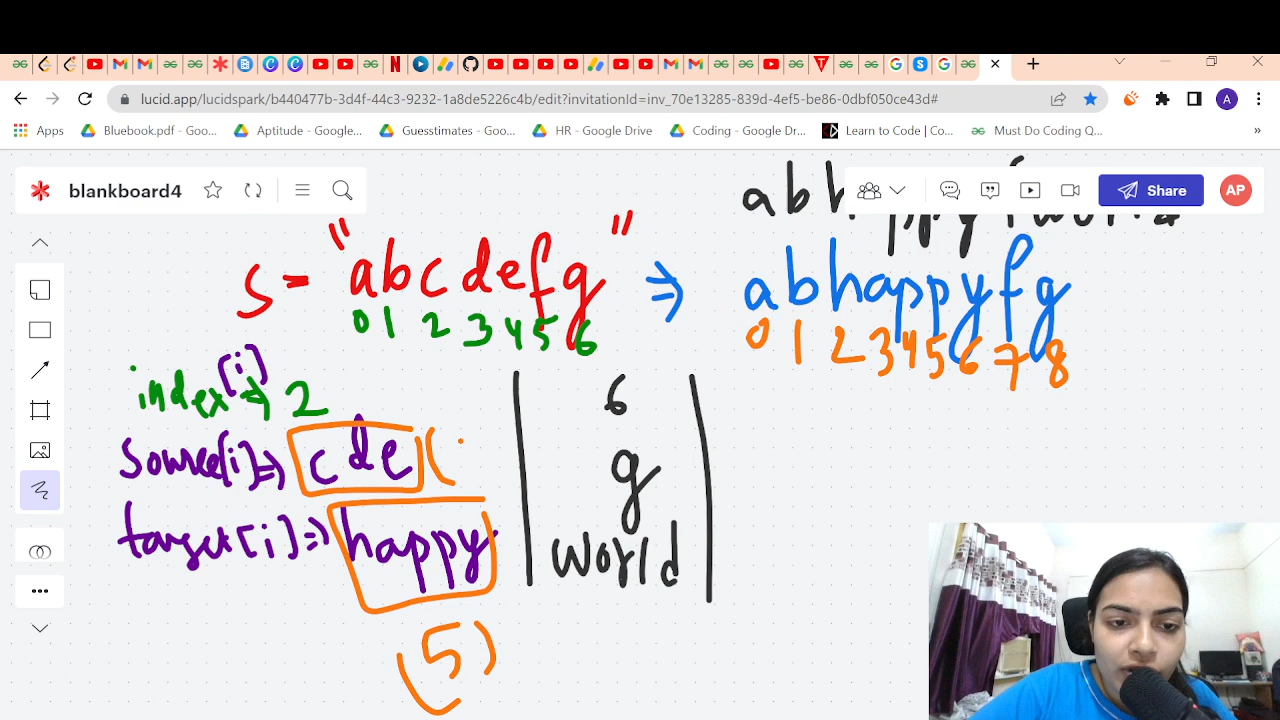 lucid.app/lucidspark/b440477b-3d4f-44c3-9232-1a8de5226c4b/edit?invitationId=inv_70e13285-839d-4ef5-be86-0dbf050ce43d#
A
Apps
Bluebook.pdf - Goo...
Aptitude - Google...
Guesstimates - Goo...
HR - Google Drive
Coding - Google Dr...
Learn to Code | Co...
Must Do Coding Q...
»
blankboard4
Share
AP
S = "abcdefg" ⇒ abhappyfg
0 1 2 3 4 5 6
0 1 2 3 4 5 6 7 8
index[i] ⇒ 2
source[i] ⇒ cde (
target[i] ⇒ happy
(5)
6
g
world